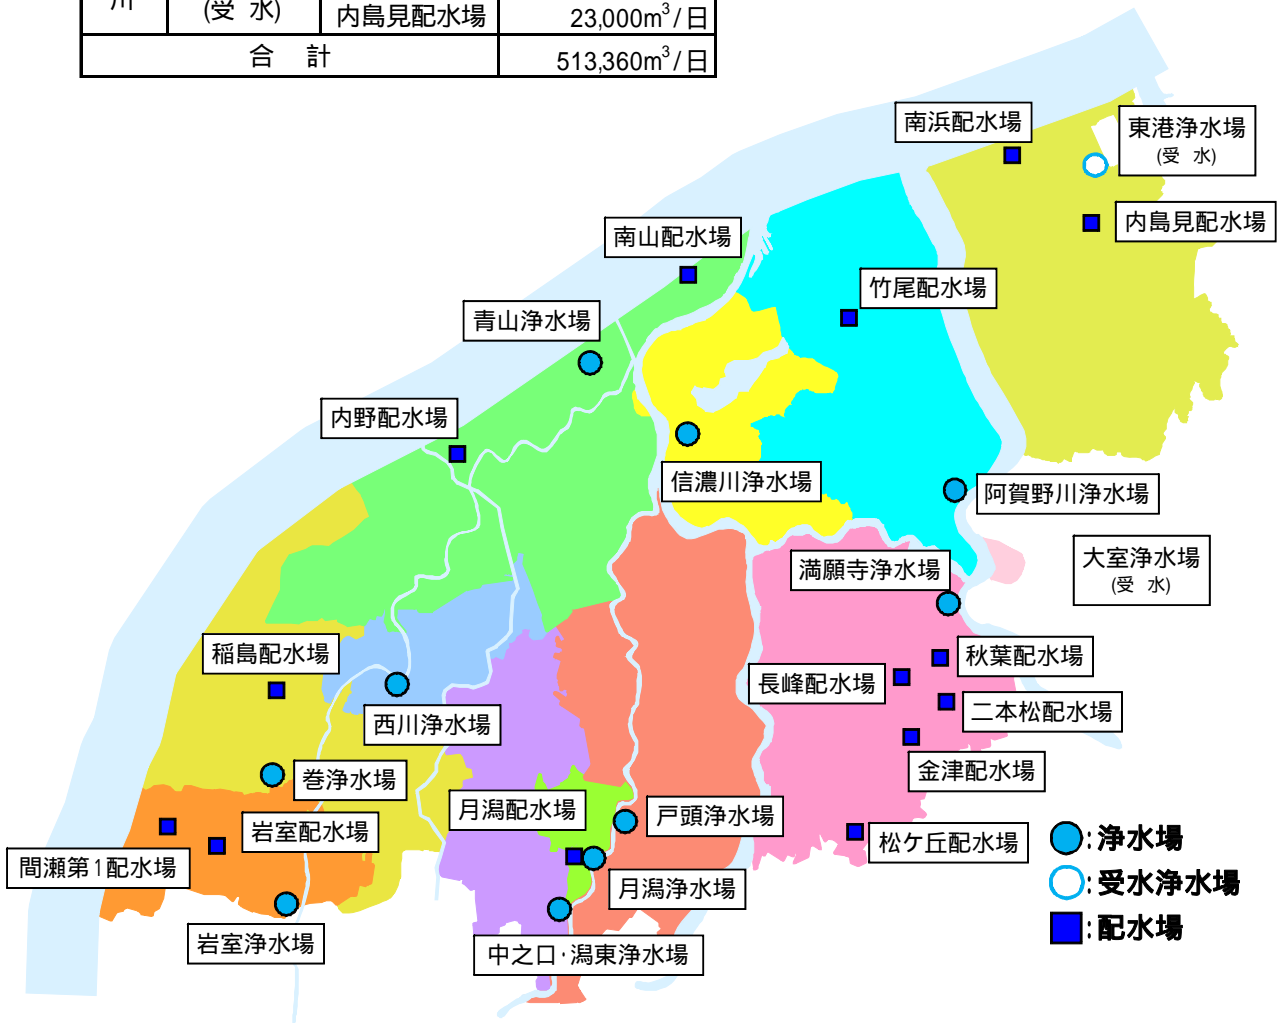 川
(受 水)
内島見配水場
23,000m³/日
合 計
513,360m³/日
南浜配水場
東港浄水場
(受 水)
内島見配水場
南山配水場
竹尾配水場
青山浄水場
内野配水場
信濃川浄水場
阿賀野川浄水場
大室浄水場
(受 水)
満願寺浄水場
稲島配水場
秋葉配水場
長峰配水場
二本松配水場
西川浄水場
金津配水場
巻浄水場
月潟配水場
戸頭浄水場
岩室配水場
松ケ丘配水場
間瀬第1配水場
月潟浄水場
岩室浄水場
中之口・潟東浄水場
:浄水場
:受水浄水場
:配水場